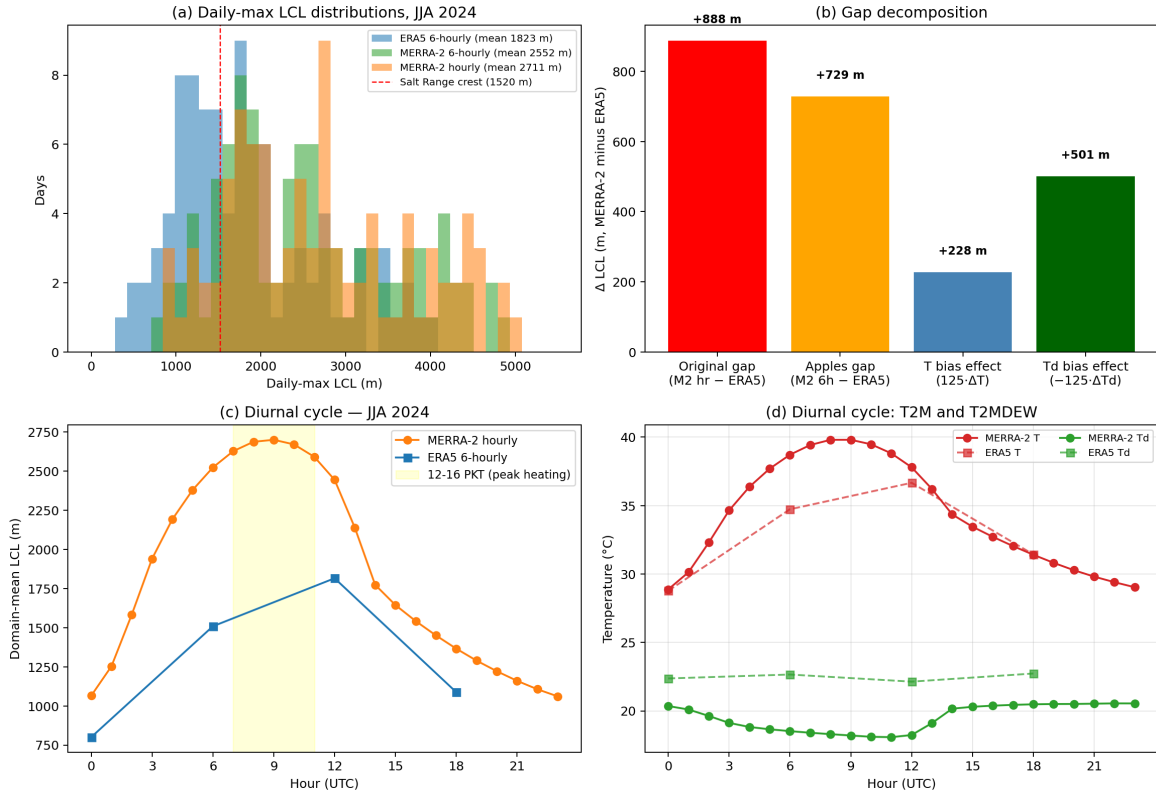 (a) Daily-max LCL distributions, JJA 2024
ERA5 6-hourly (mean 1823 m)
MERRA-2 6-hourly (mean 2552 m)
MERRA-2 hourly (mean 2711 m)
Salt Range crest (1520 m)
Days
8
6
4
2
0
0 1000 2000 3000 4000 5000
Daily-max LCL (m)
(b) Gap decomposition
+888 m
+729 m
+228 m
+501 m
Δ LCL (m, MERRA-2 minus ERA5)
800
600
400
200
0
Original gap
(M2 hr − ERA5)
Apples gap
(M2 6h − ERA5)
T bias effect
(125·ΔT)
Td bias effect
(−125·ΔTd)
(c) Diurnal cycle — JJA 2024
MERRA-2 hourly
ERA5 6-hourly
12-16 PKT (peak heating)
Domain-mean LCL (m)
2750
2500
2250
2000
1750
1500
1250
1000
750
0 3 6 9 12 15 18 21
Hour (UTC)
(d) Diurnal cycle: T2M and T2MDEW
MERRA-2 T
ERA5 T
MERRA-2 Td
ERA5 Td
Temperature (°C)
40
35
30
25
20
0 3 6 9 12 15 18 21
Hour (UTC)